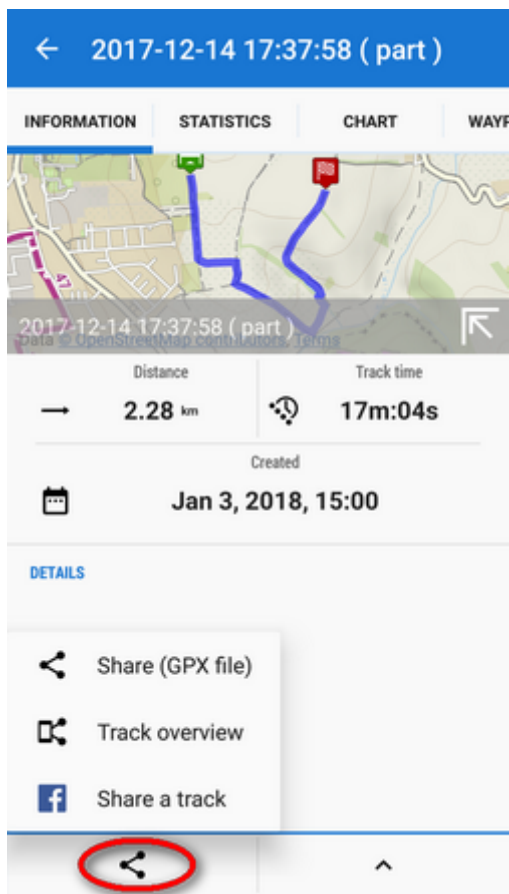 2017-12-14 17:37:58 ( part )
INFORMATION STATISTICS CHART WAYP
47
2017-12-14 17:37:58 ( part )
Data © OpenStreetMap contributors, Terms
Distance Track time
2.28 km 17m:04s
Created
Jan 3, 2018, 15:00
DETAILS
Share (GPX file)
Track overview
Share a track